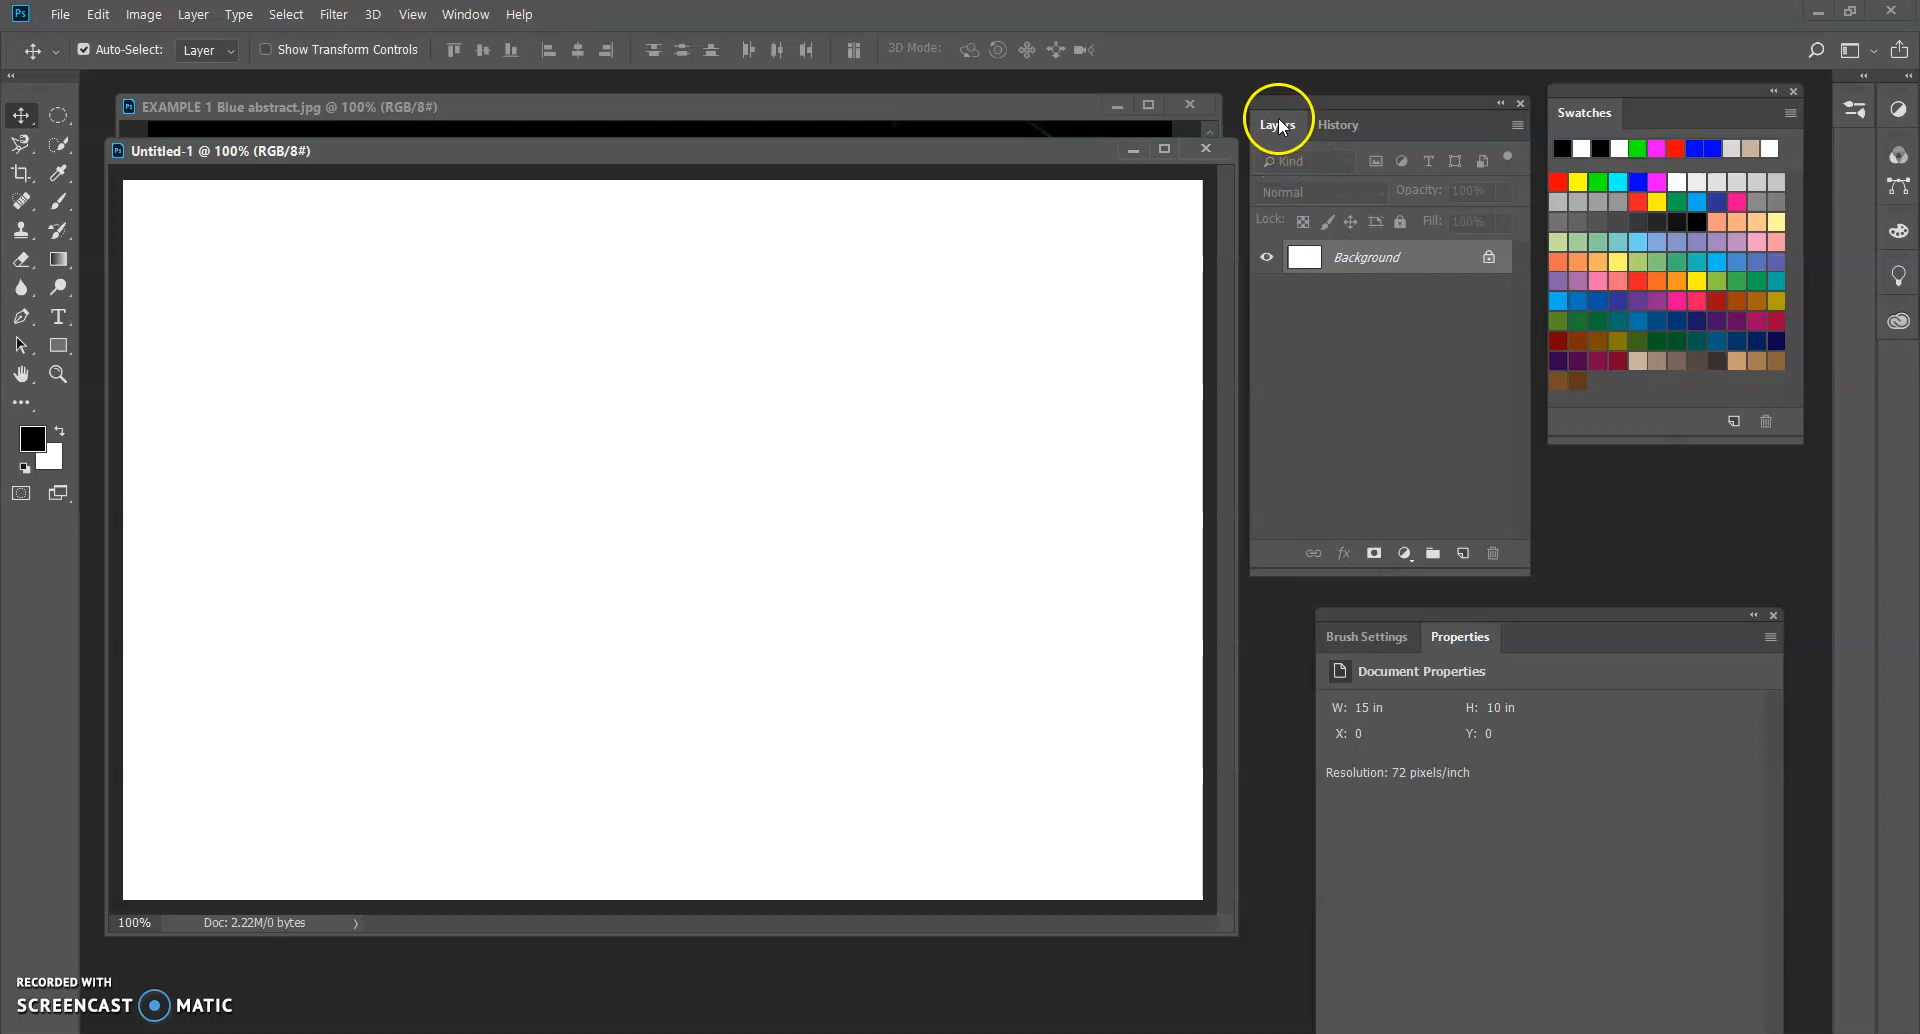 Ps File Edit Image Layer Type Select Filter 3D View Window Help
Auto-Select: Layer Show Transform Controls 3D Mode:
EXAMPLE 1 Blue abstract.jpg @ 100% (RGB/8#)
Untitled-1 @ 100% (RGB/8#)
100% Doc: 2.22M/0 bytes
Layers History
Kind
Normal Opacity: 100%
Lock: Fill: 100%
Background
fx
Swatches
Brush Settings Properties
Document Properties
W: 15 in H: 10 in
X: 0 Y: 0
Resolution: 72 pixels/inch
RECORDED WITH
SCREENCAST MATIC